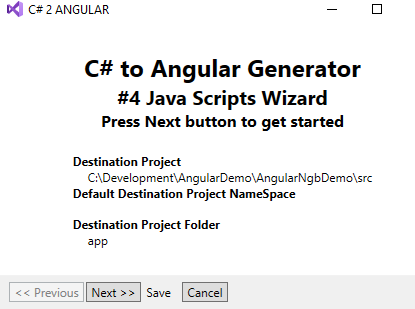 C# 2 ANGULAR
C# to Angular Generator
#4 Java Scripts Wizard
Press Next button to get started
Destination Project
C:\Development\AngularDemo\AngularNgbDemo\src
Default Destination Project NameSpace
Destination Project Folder
app
<< Previous Next >> Save Cancel